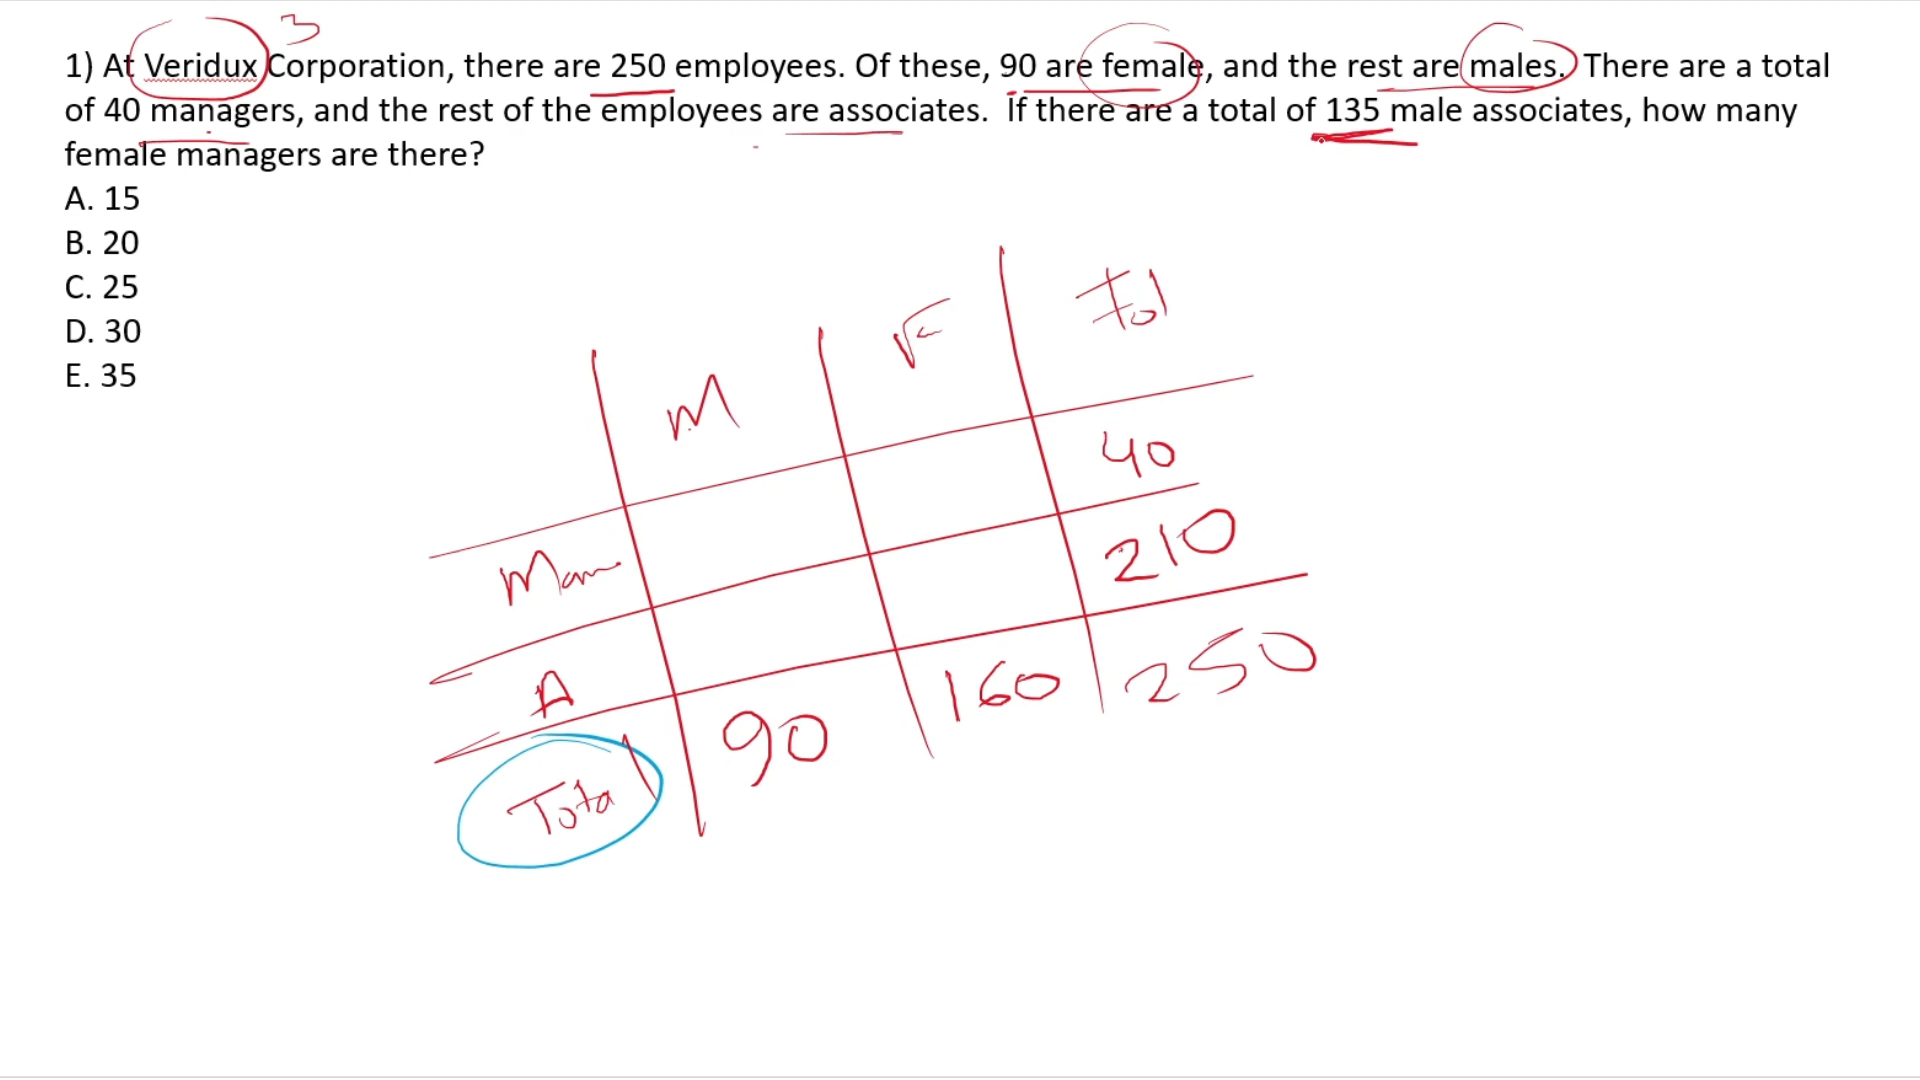 3
1) At Veridux Corporation, there are 250 employees. Of these, 90 are female, and the rest are males. There are a total
of 40 managers, and the rest of the employees are associates. If there are a total of 135 male associates, how many
female managers are there?
A. 15
B. 20
C. 25
D. 30
E. 35
M F Tol
Man 40
A 210
Total 90 160 250